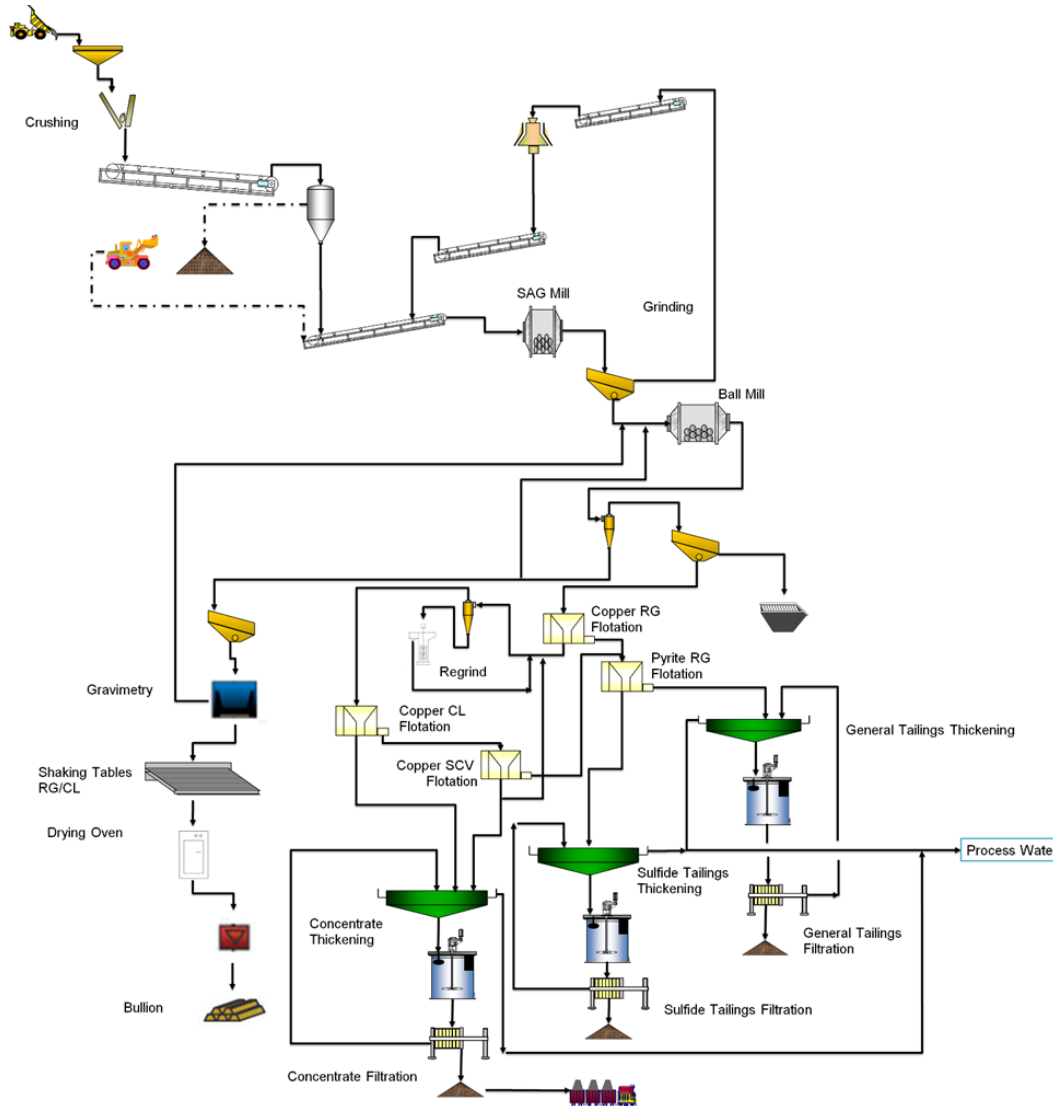 Crushing
SAG Mill
Grinding
Ball Mill
Copper RG
Flotation
Pyrite RG
Flotation
Regrind
Gravimetry
Copper CL
Flotation
General Tailings Thickening
Copper SCV
Flotation
Shaking Tables
RG/CL
Drying Oven
Process Water
Sulfide Tailings
Thickening
Concentrate
Thickening
General Tailings
Filtration
Bullion
Sulfide Tailings Filtration
Concentrate Filtration